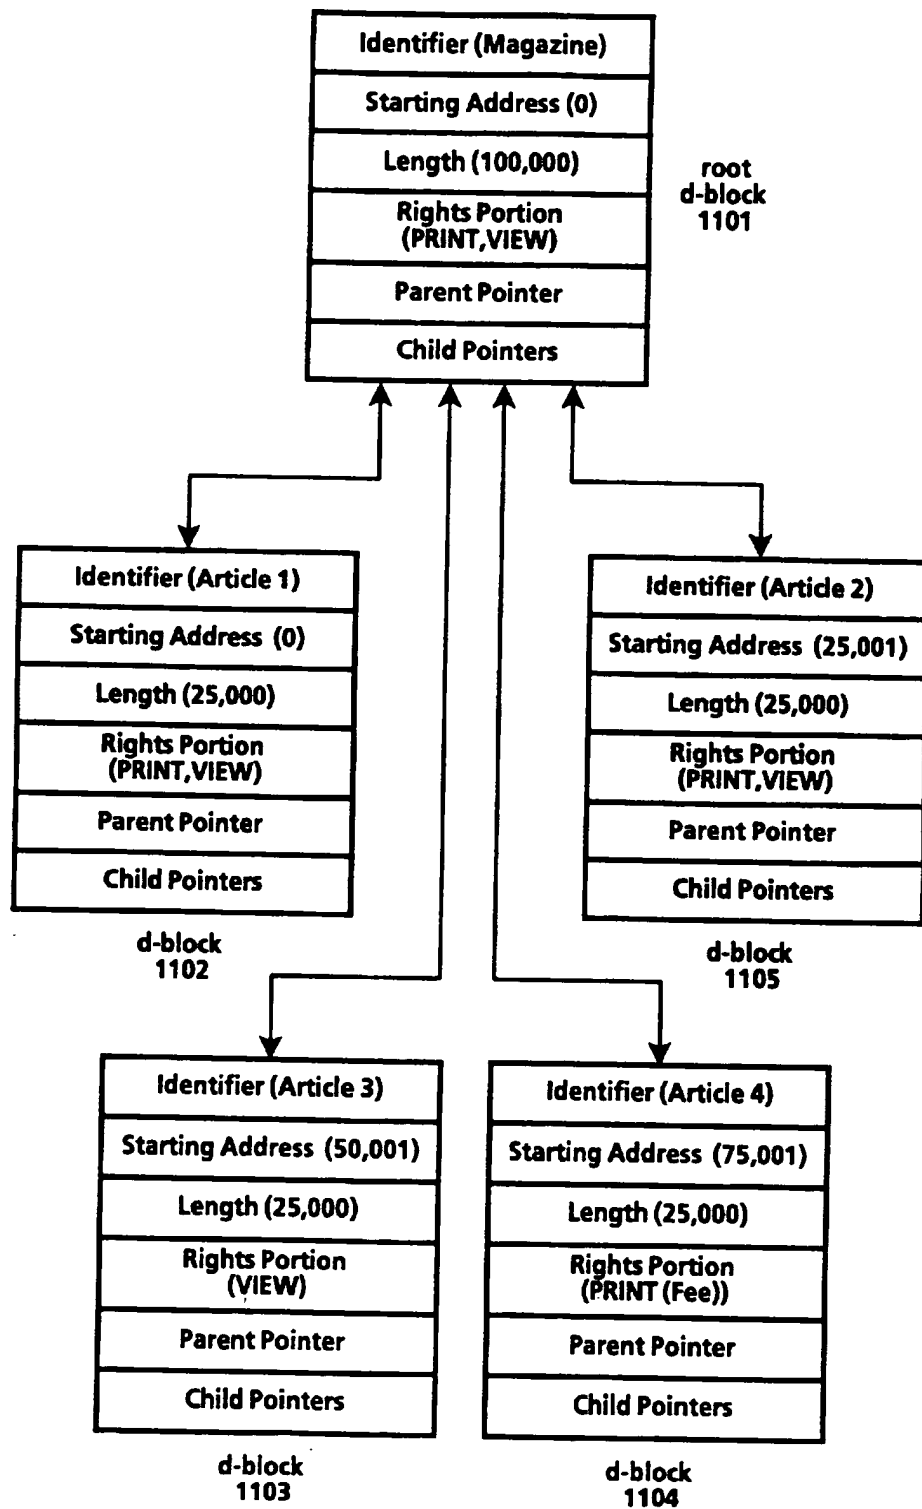 Identifier (Magazine)
Starting Address (0)
Length (100,000)
Rights Portion
(PRINT,VIEW)
Parent Pointer
Child Pointers
root
d-block
1101
Identifier (Article 1)
Starting Address (0)
Length (25,000)
Rights Portion
(PRINT,VIEW)
Parent Pointer
Child Pointers
d-block
1102
Identifier (Article 2)
Starting Address (25,001)
Length (25,000)
Rights Portion
(PRINT,VIEW)
Parent Pointer
Child Pointers
d-block
1105
Identifier (Article 3)
Starting Address (50,001)
Length (25,000)
Rights Portion
(VIEW)
Parent Pointer
Child Pointers
d-block
1103
Identifier (Article 4)
Starting Address (75,001)
Length (25,000)
Rights Portion
(PRINT (Fee))
Parent Pointer
Child Pointers
d-block
1104